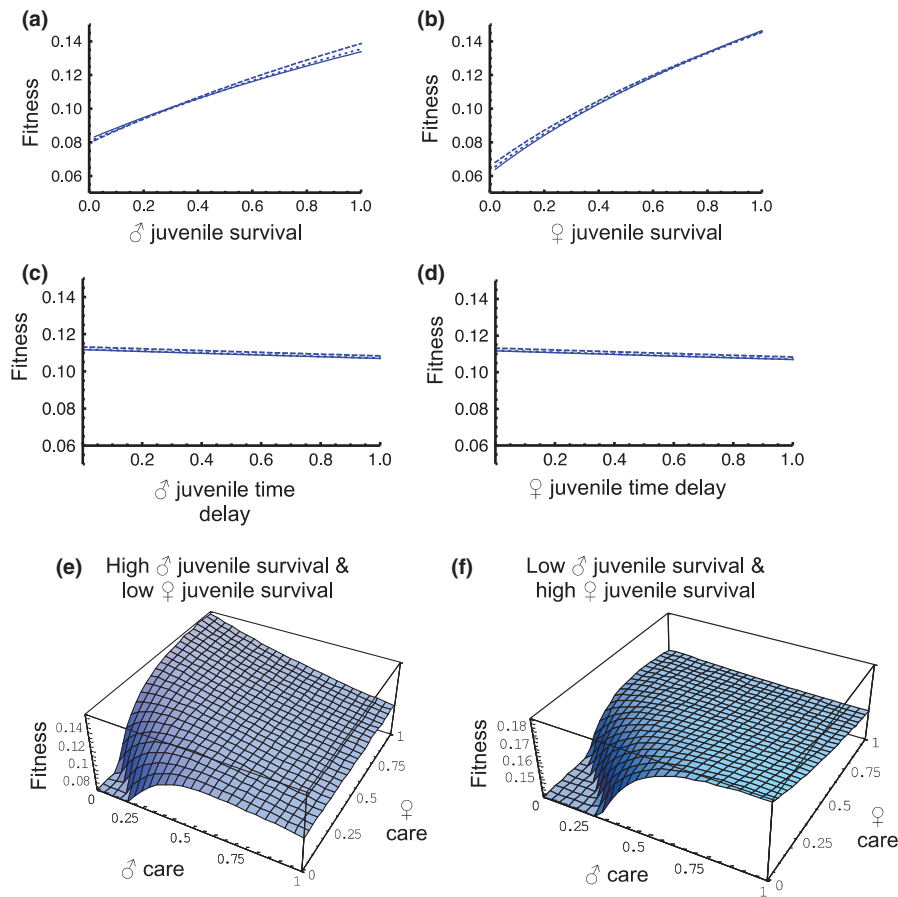 (a)
0.14
0.12
0.10
0.08
0.06
Fitness
0.0 0.2 0.4 0.6 0.8 1.0
♂ juvenile survival
(b)
0.14
0.12
0.10
0.08
0.06
Fitness
0.0 0.2 0.4 0.6 0.8 1.0
♀ juvenile survival
(c)
0.14
0.12
0.10
0.08
0.06
Fitness
0.2 0.4 0.6 0.8 1.0
♂ juvenile time
delay
(d)
0.14
0.12
0.10
0.08
0.06
Fitness
0.2 0.4 0.6 0.8 1.0
♀ juvenile time delay
(e) High ♂ juvenile survival &
low ♀ juvenile survival
0.14
0.12
0.1
0.08
Fitness
0 0.25 0.5 0.75 1
♂ care
0 0.25 0.5 0.75 1
♀
care
(f) Low ♂ juvenile survival &
high ♀ juvenile survival
0.18
0.17
0.16
0.15
Fitness
0 0.25 0.5 0.75 1
♂ care
0 0.25 0.5 0.75 1
♀
care